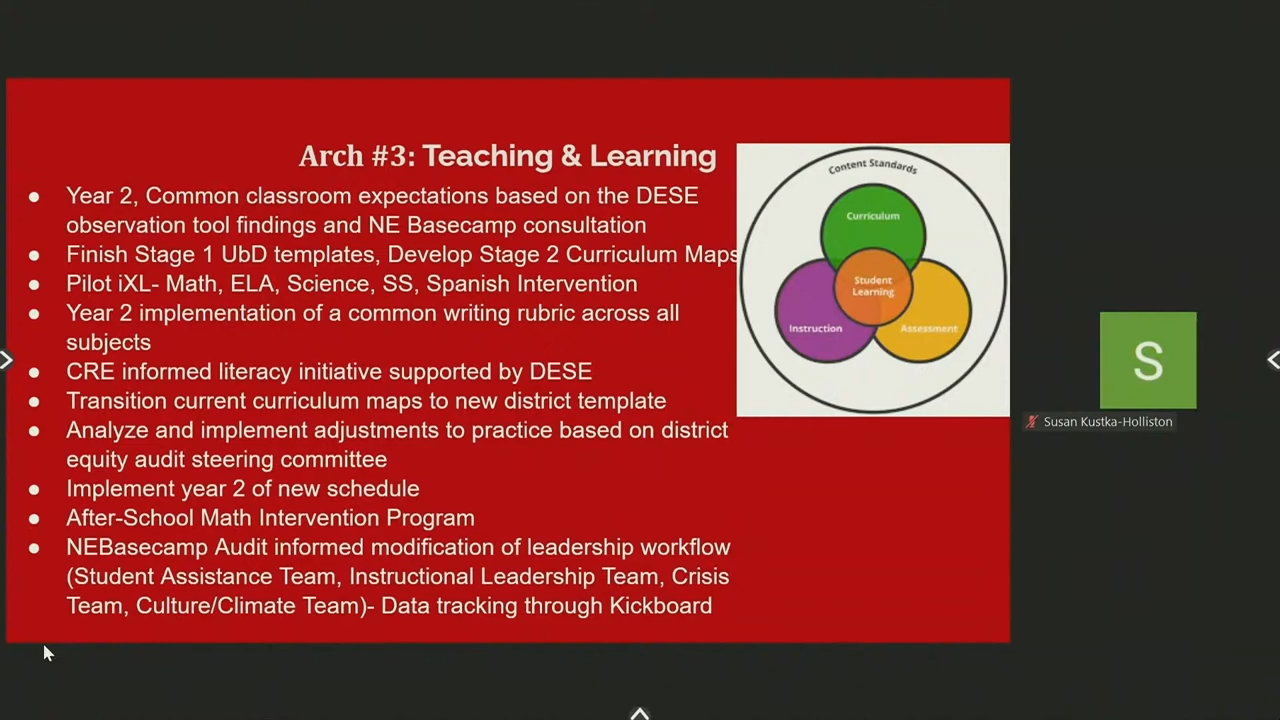 Arch #3: Teaching & Learning
● Year 2, Common classroom expectations based on the DESE
observation tool findings and NE Basecamp consultation
● Finish Stage 1 UbD templates, Develop Stage 2 Curriculum Maps
● Pilot iXL- Math, ELA, Science, SS, Spanish Intervention
● Year 2 implementation of a common writing rubric across all
subjects
● CRE informed literacy initiative supported by DESE
● Transition current curriculum maps to new district template
● Analyze and implement adjustments to practice based on district
equity audit steering committee
● Implement year 2 of new schedule
● After-School Math Intervention Program
● NEBasecamp Audit informed modification of leadership workflow
(Student Assistance Team, Instructional Leadership Team, Crisis
Team, Culture/Climate Team)- Data tracking through Kickboard
Content Standards
Curriculum
Student
Learning
Instruction
Assessment
S
Susan Kustka-Holliston